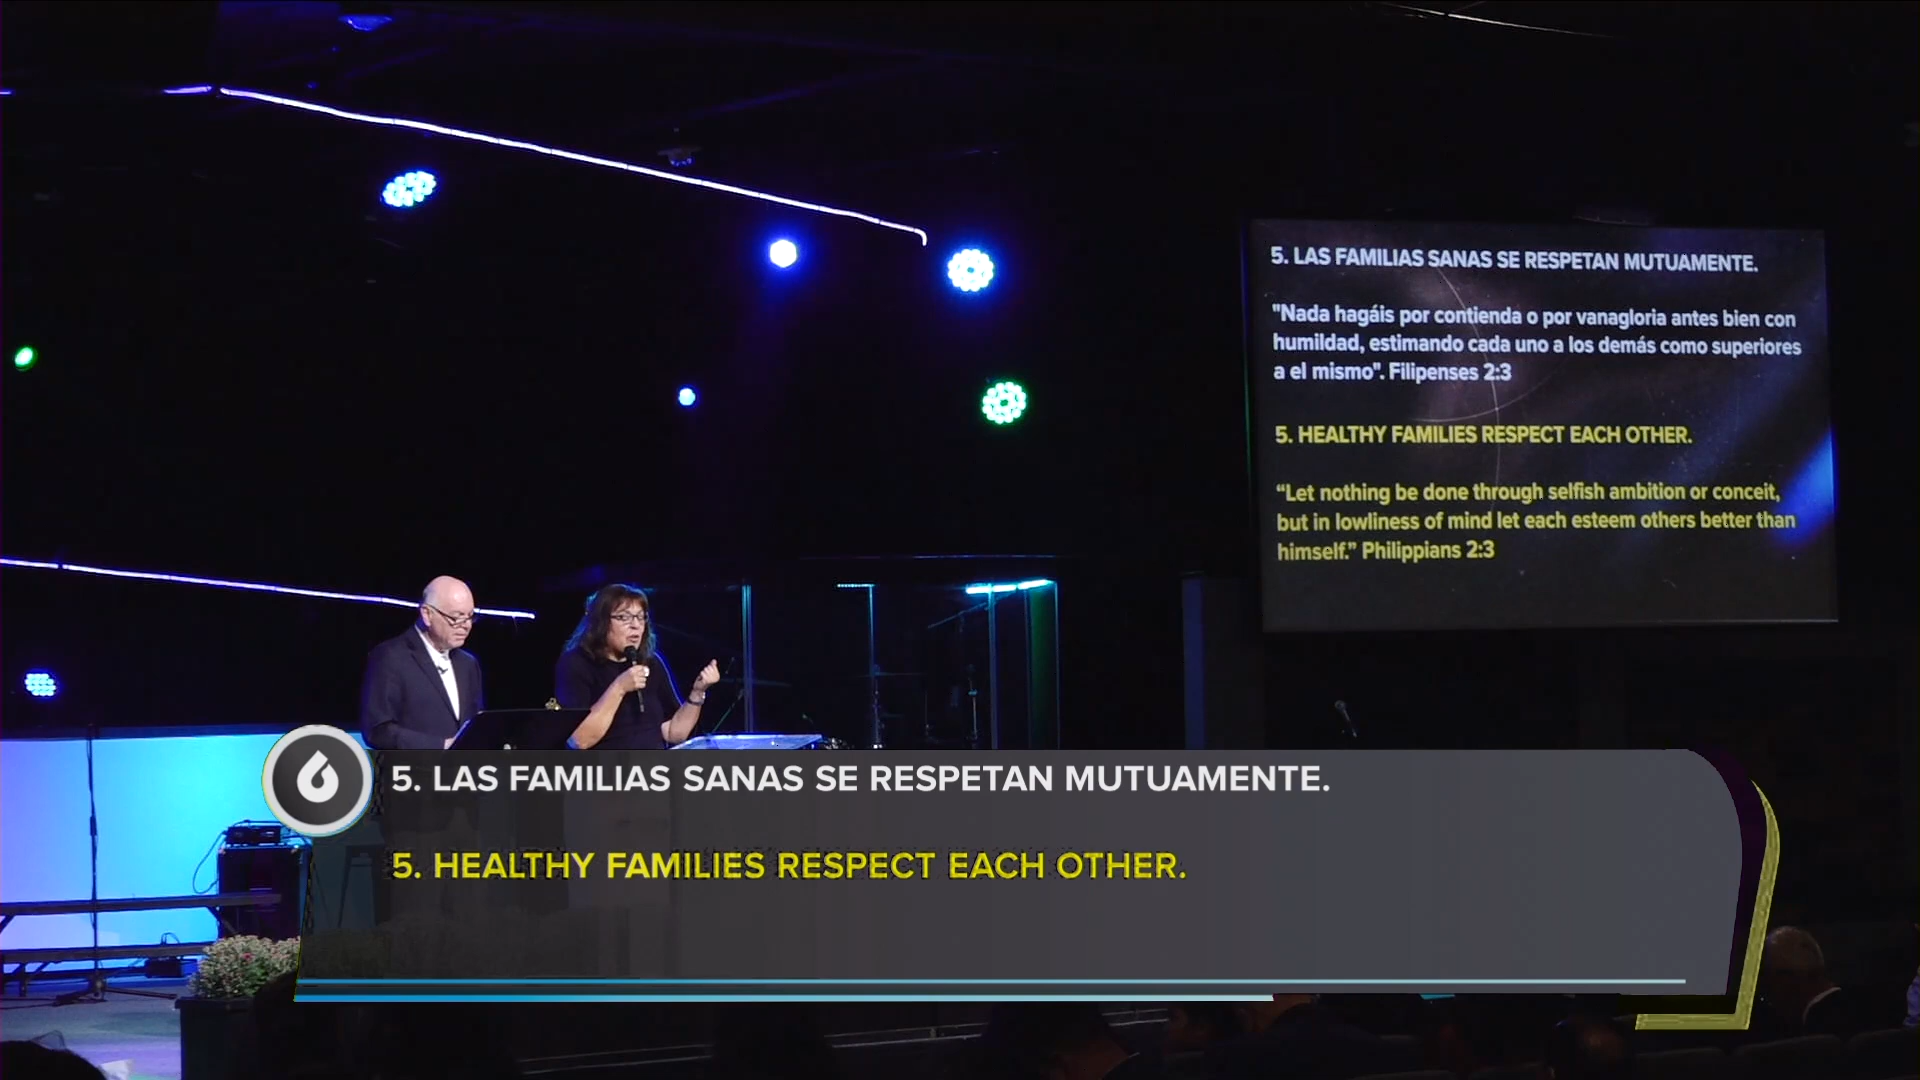 5. LAS FAMILIAS SANAS SE RESPETAN MUTUAMENTE.
"Nada hagáis por contienda o por vanagloria antes bien con
humildad, estimando cada uno a los demás como superiores
a el mismo". Filipenses 2:3
5. HEALTHY FAMILIES RESPECT EACH OTHER.
“Let nothing be done through selfish ambition or conceit,
but in lowliness of mind let each esteem others better than
himself.” Philippians 2:3
5. LAS FAMILIAS SANAS SE RESPETAN MUTUAMENTE.
5. HEALTHY FAMILIES RESPECT EACH OTHER.